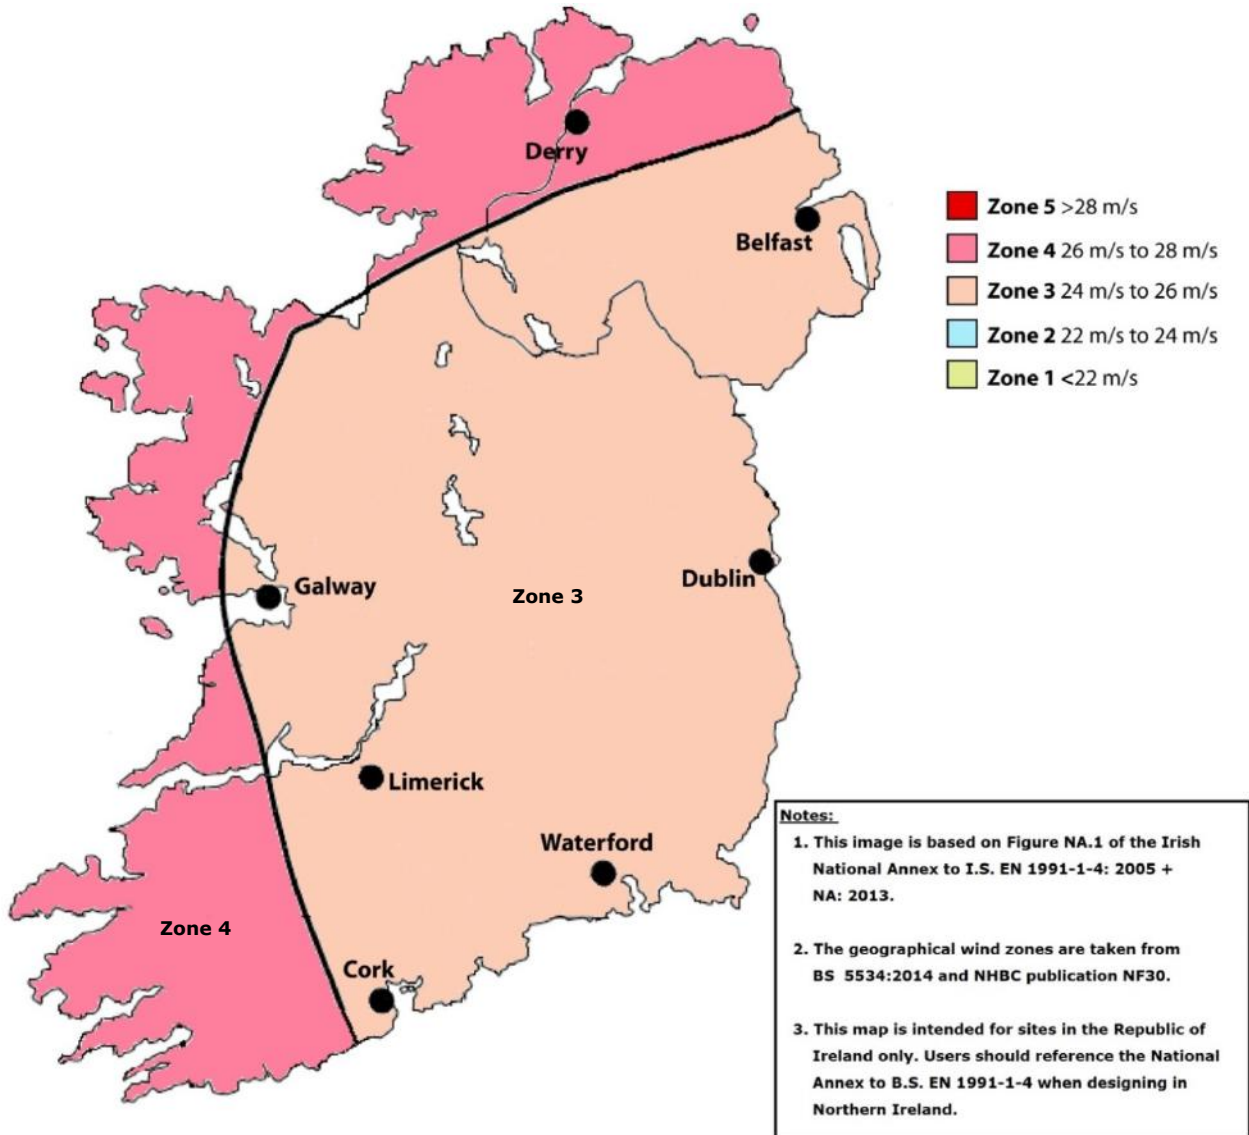 Derry
Belfast
Zone 5 >28 m/s
Zone 4 26 m/s to 28 m/s
Zone 3 24 m/s to 26 m/s
Zone 2 22 m/s to 24 m/s
Zone 1 <22 m/s
Galway
Zone 3
Dublin
Limerick
Waterford
Zone 4
Cork
Notes:
1. This image is based on Figure NA.1 of the Irish
National Annex to I.S. EN 1991-1-4: 2005 +
NA: 2013.
2. The geographical wind zones are taken from
BS 5534:2014 and NHBC publication NF30.
3. This map is intended for sites in the Republic of
Ireland only. Users should reference the National
Annex to B.S. EN 1991-1-4 when designing in
Northern Ireland.